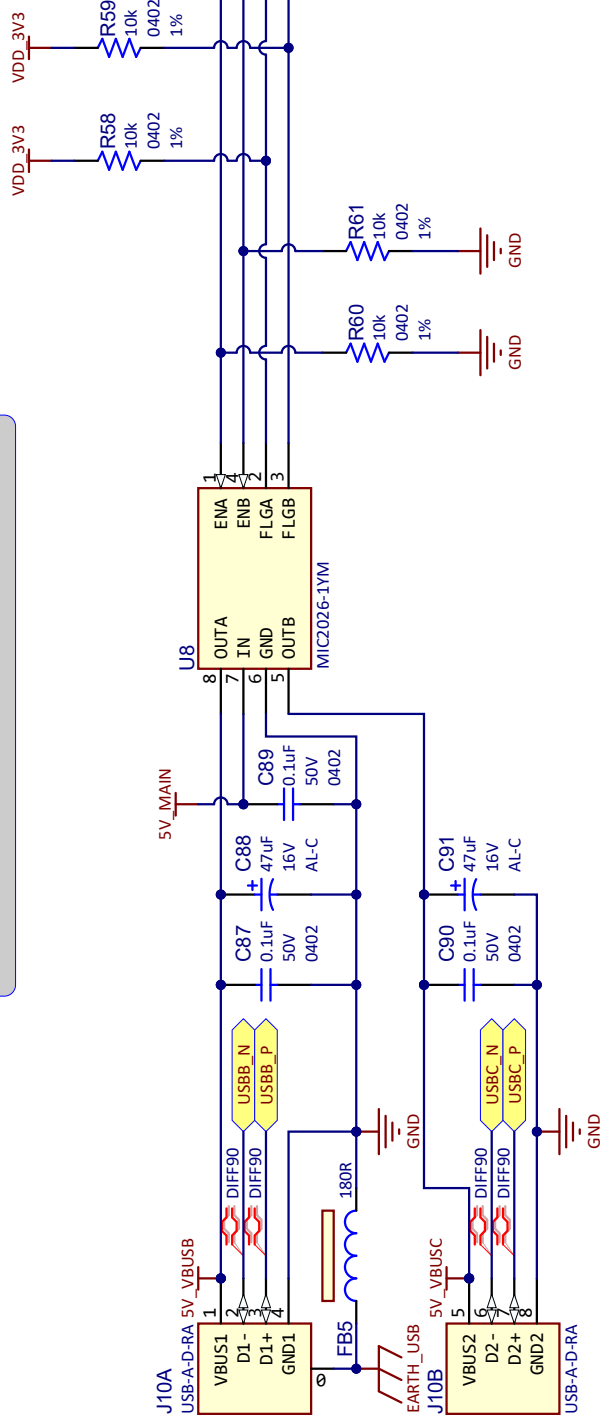 VDD_3V3
R59
10k
0402
1%
VDD_3V3
R58
10k
0402
1%
R61
10k
0402
1%
GND
R60
10k
0402
1%
GND
U8
8
OUTA
7
IN
6
GND
5
OUTB
1
ENA
4
ENB
2
FLGA
3
FLGB
MIC2026-1YM
5V_MAIN
C89
0.1uF
50V
0402
C88
47uF
16V
AL-C
+
C87
0.1uF
50V
0402
C91
47uF
16V
AL-C
+
C90
0.1uF
50V
0402
USBB_N
USBB_P
DIFF90
DIFF90
GND
5V_VBUSB
J10A
USB-A-D-RA
VBUS1
1
D1-
2
D1+
3
GND1
4
0
FB5
180R
EARTH_USB
USBC_N
USBC_P
DIFF90
DIFF90
GND
5V_VBUSC
J10B
USB-A-D-RA
VBUS2
5
D2-
6
D2+
7
GND2
8